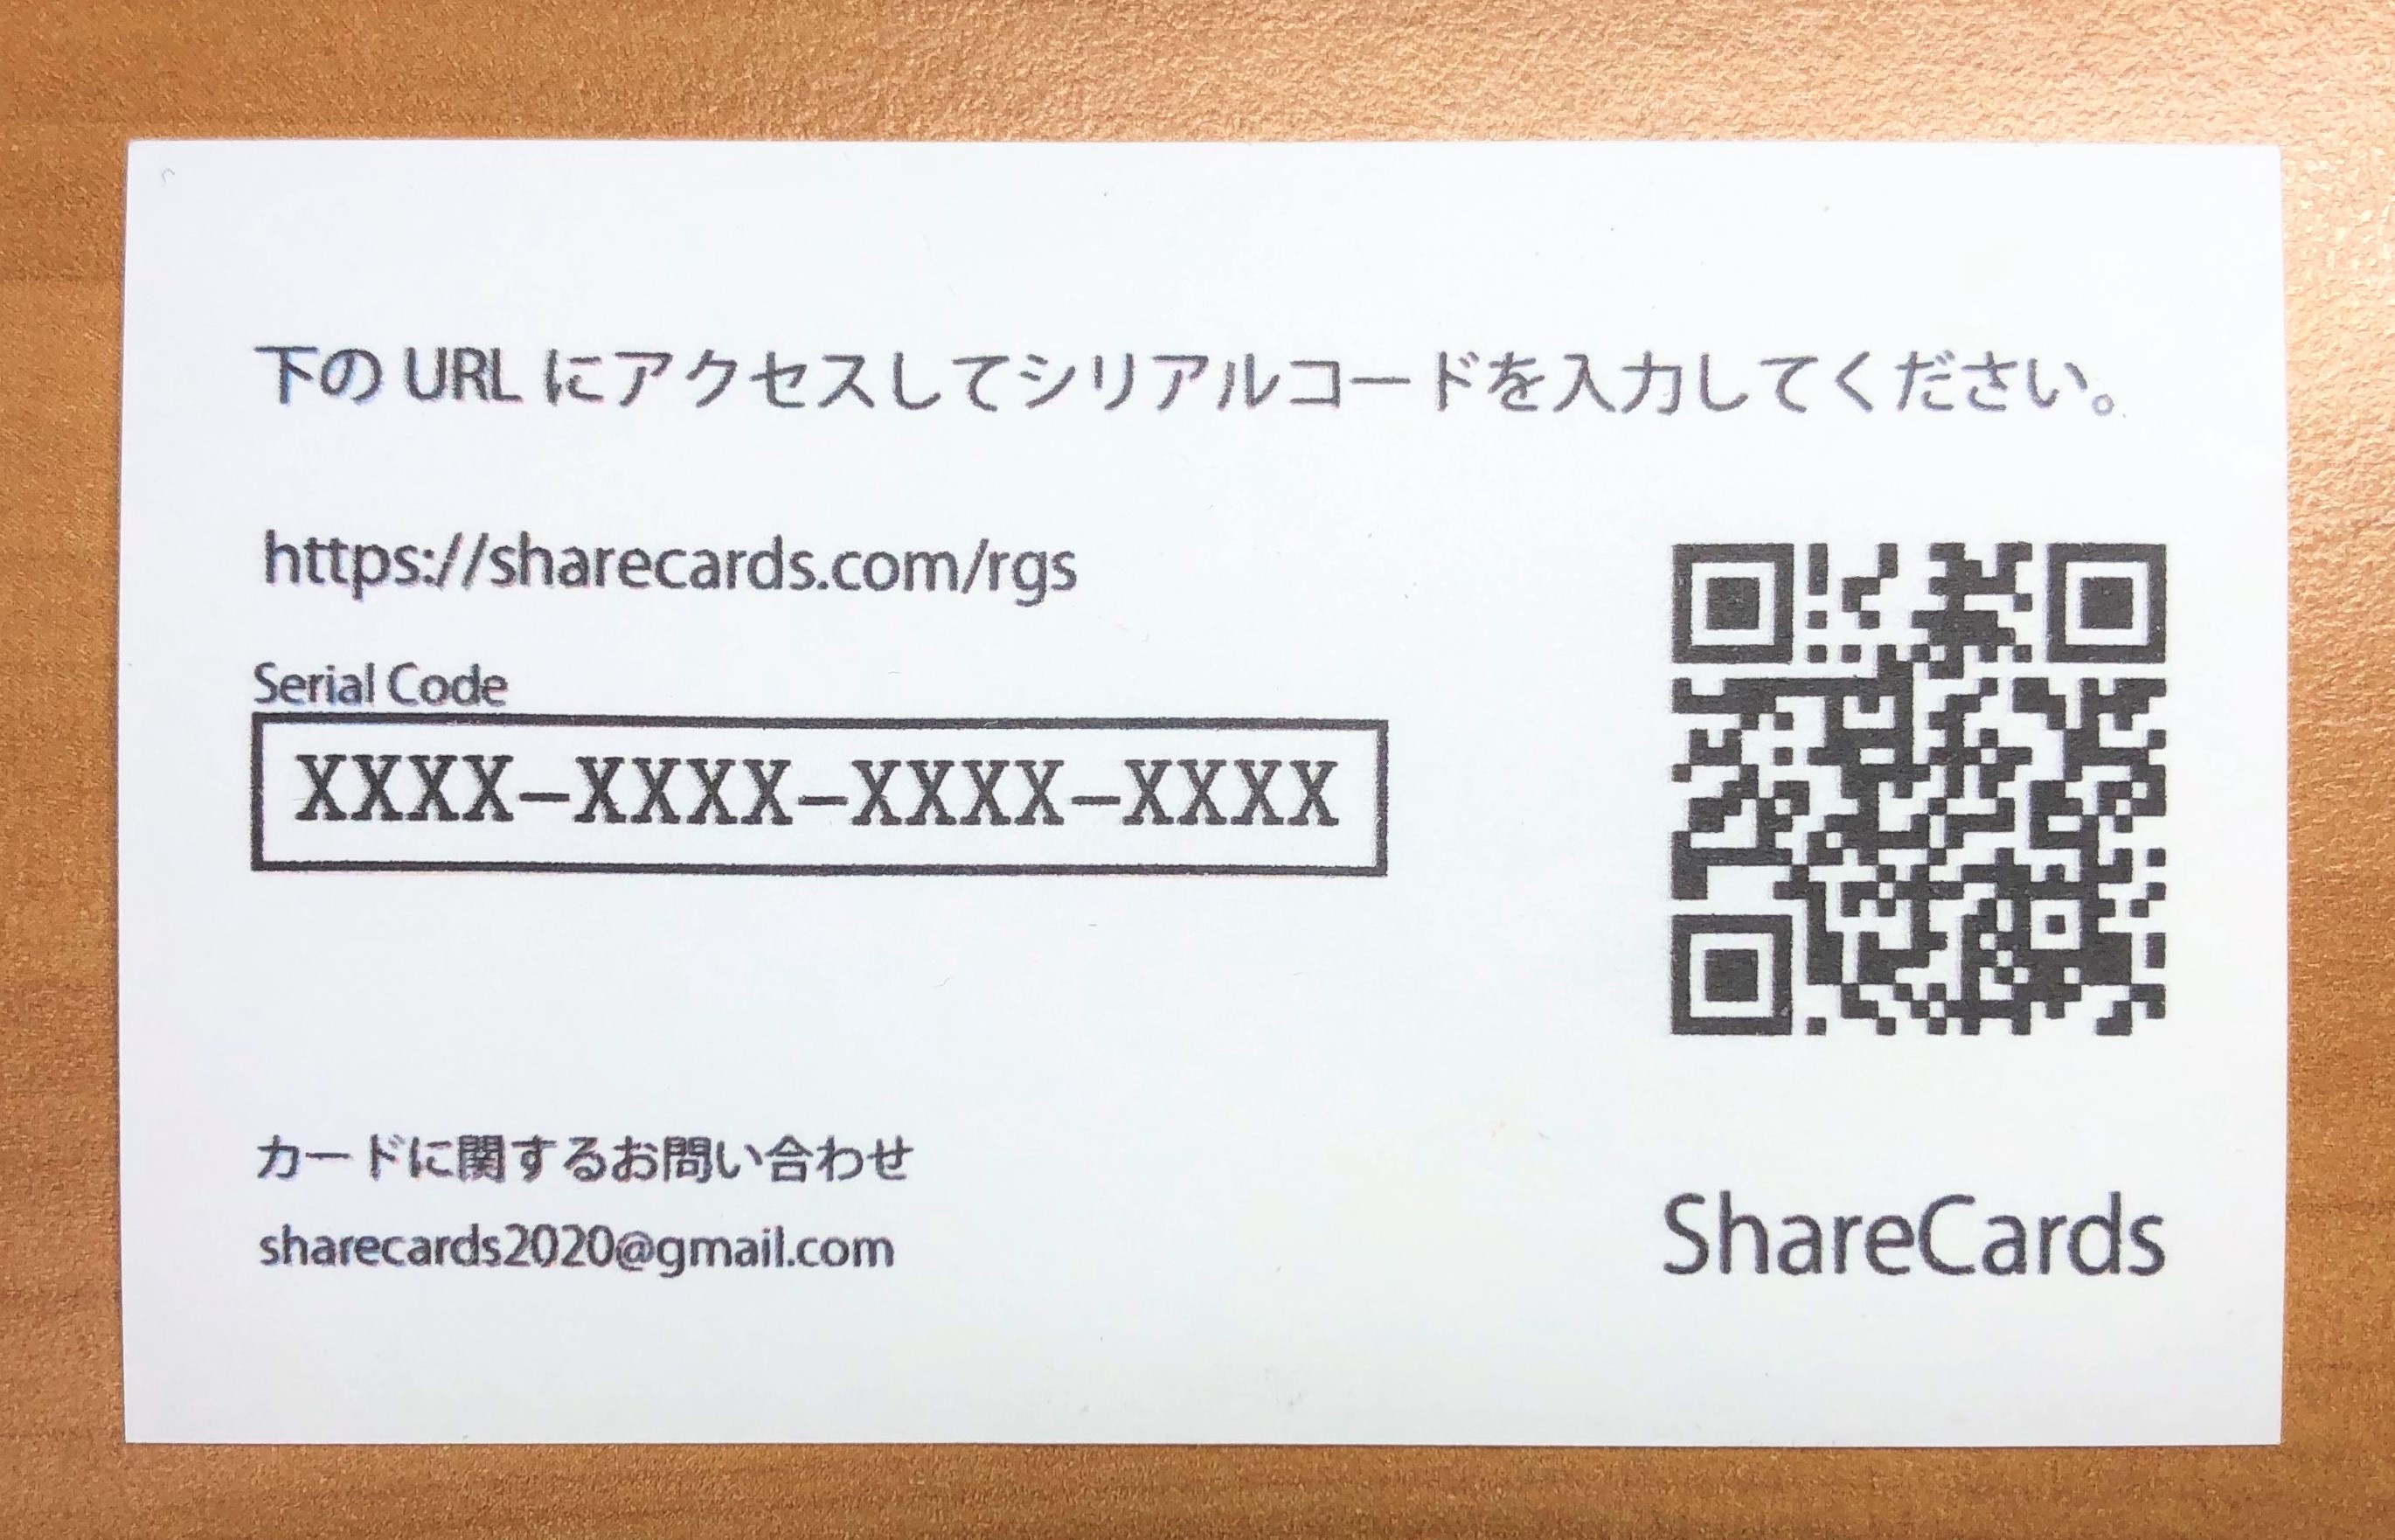 下の URL にアクセスしてシリアルコードを入力してください。
https://sharecards.com/rgs
Serial Code
XXXX-XXXX-XXXX-XXXX
カードに関するお問い合わせ
sharecards2020@gmail.com
ShareCards